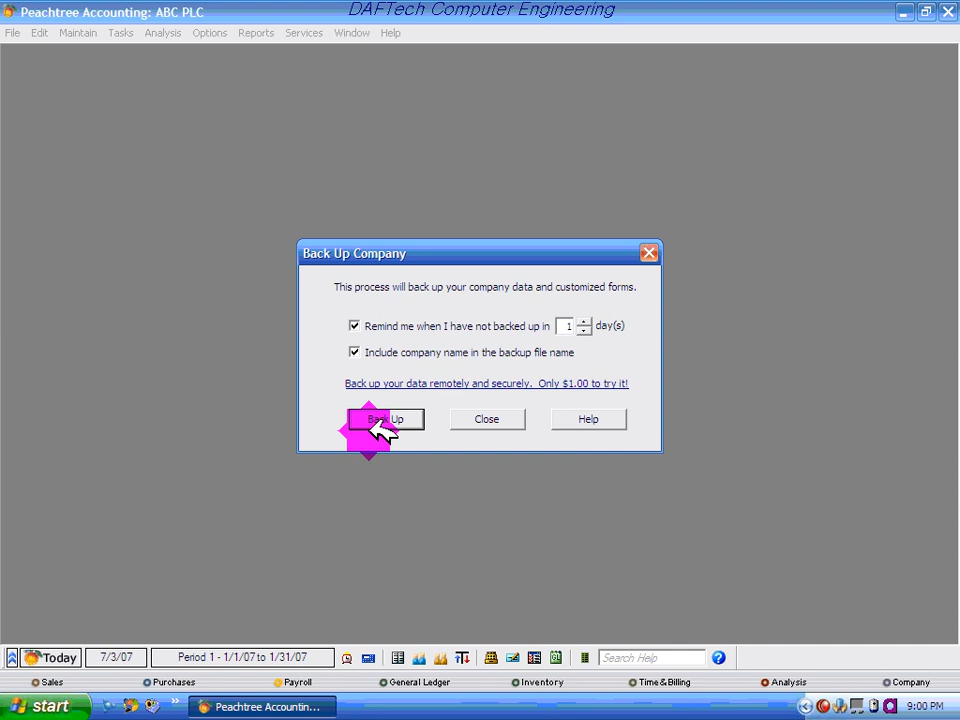 Peachtree Accounting: ABC PLC
DAFTech Computer Engineering
File Edit Maintain Tasks Analysis Options Reports Services Window Help
Back Up Company
This process will back up your company data and customized forms.
Remind me when I have not backed up in 1 day(s)
Include company name in the backup file name
Back up your data remotely and securely. Only $1.00 to try it!
Back Up Close Help
Today 7/3/07 Period 1 - 1/1/07 to 1/31/07 Search Help
Sales Purchases Payroll General Ledger Inventory Time & Billing Analysis Company
start Peachtree Accountin... 9:00 PM